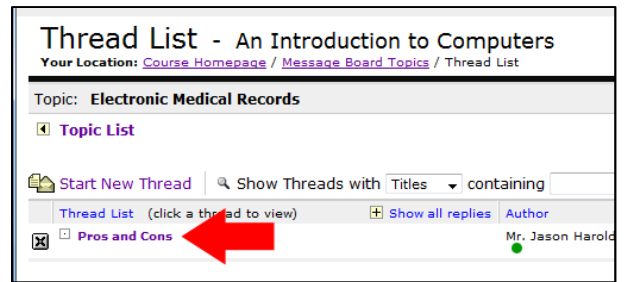 Thread List - An Introduction to Computers
Your Location: Course Homepage / Message Board Topics / Thread List
Topic: Electronic Medical Records
Topic List
Start New Thread Show Threads with Titles containing
Thread List (click a thread to view) Show all replies Author
Pros and Cons Mr. Jason Harold